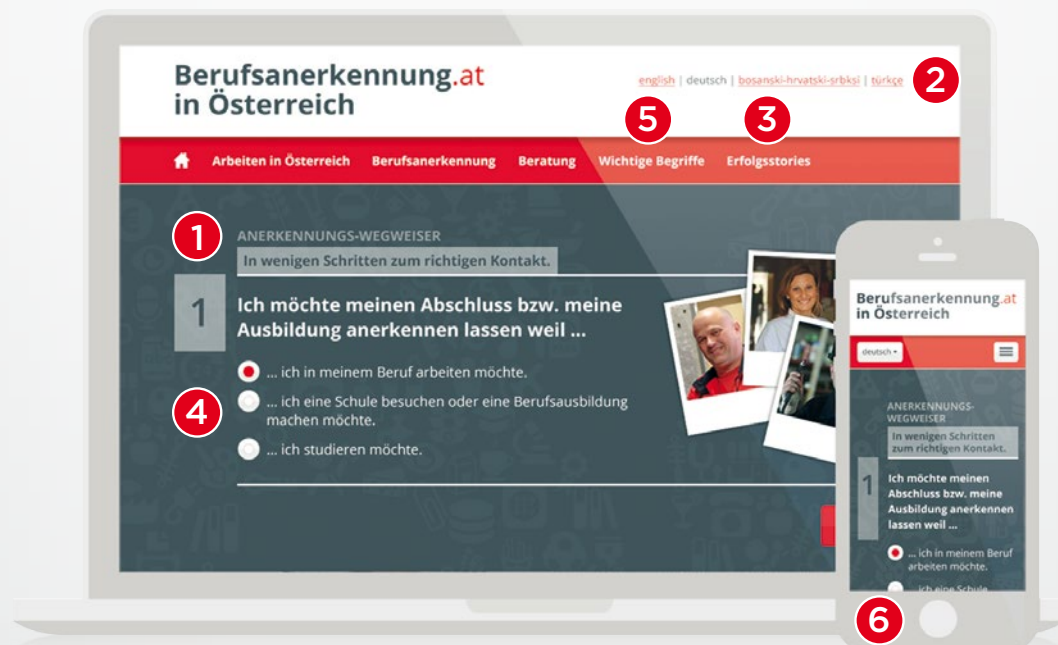 Berufsanerkennung.at
in Österreich
english | deutsch | bosanski-hrvatski-srbksi | türkçe
2
5
3
Arbeiten in Österreich Berufsanerkennung Beratung Wichtige Begriffe Erfolgsstories
1
ANERKENNUNGS-WEGWEISER
In wenigen Schritten zum richtigen Kontakt.
1
Ich möchte meinen Abschluss bzw. meine
Ausbildung anerkennen lassen weil ...
... ich in meinem Beruf arbeiten möchte.
4
... ich eine Schule besuchen oder eine Berufsausbildung
machen möchte.
... ich studieren möchte.
Berufsanerkennung.at
in Österreich
deutsch
ANERKENNUNGS-
WEGWEISER
In wenigen Schritten
zum richtigen Kontakt.
1
Ich möchte meinen
Abschluss bzw. meine
Ausbildung anerkennen
lassen weil ...
... ich in meinem Beruf
arbeiten möchte.
... ich eine Schule
6